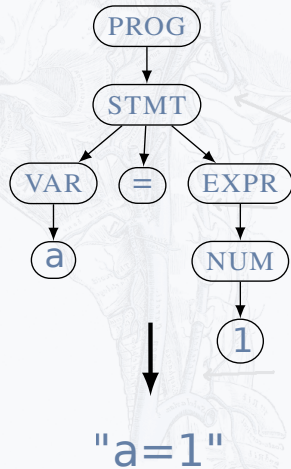 PROG
STMT
VAR = EXPR
a NUM
1
"a=1"